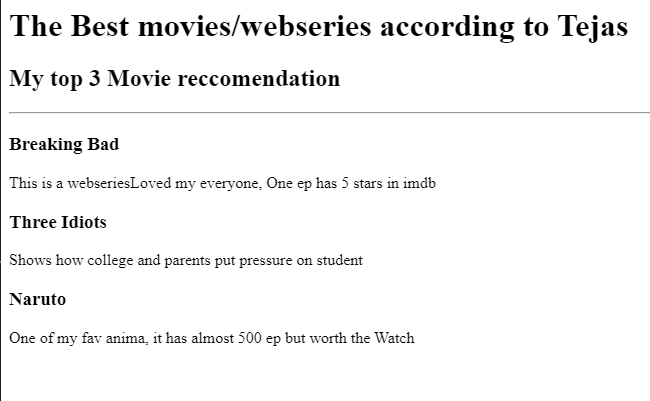 The Best movies/webseries according to Tejas
My top 3 Movie reccomendation
Breaking Bad
This is a webseriesLoved my everyone, One ep has 5 stars in imdb
Three Idiots
Shows how college and parents put pressure on student
Naruto
One of my fav anima, it has almost 500 ep but worth the Watch